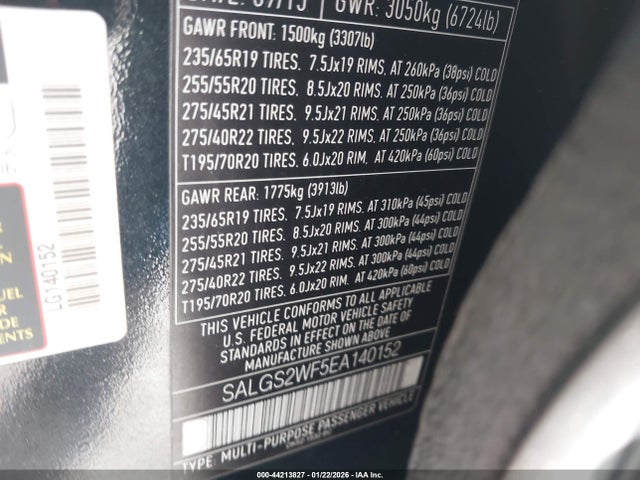 GWR: 3050kg (6724lb)
GAWR FRONT: 1500kg (3307lb)
235/65R19 TIRES. 7.5Jx19 RIMS. AT 260kPa (38psi) COLD
255/55R20 TIRES. 8.5Jx20 RIMS. AT 250kPa (36psi) COLD
275/45R21 TIRES. 9.5Jx21 RIMS. AT 250kPa (36psi) COLD
275/40R22 TIRES. 9.5Jx22 RIMS. AT 250kPa (36psi) COLD
T195/70R20 TIRES. 6.0Jx20 RIM. AT 420kPa (60psi) COLD
GAWR REAR: 1775kg (3913lb)
235/65R19 TIRES. 7.5Jx19 RIMS. AT 310kPa (45psi) COLD
255/55R20 TIRES. 8.5Jx20 RIMS. AT 300kPa (44psi) COLD
275/45R21 TIRES. 9.5Jx21 RIMS. AT 300kPa (44psi) COLD
275/40R22 TIRES. 9.5Jx22 RIMS. AT 300kPa (44psi) COLD
T195/70R20 TIRES. 6.0Jx20 RIM. AT 420kPa (60psi) COLD
THIS VEHICLE CONFORMS TO ALL APPLICABLE
U.S. FEDERAL MOTOR VEHICLE SAFETY
STANDARDS IN EFFECT ON THE DATE OF
MANUFACTURE SHOWN ABOVE
SALGS2WF5EA140152
TYPE: MULTI-PURPOSE PASSENGER VEHICLE
LG140152
UEL
R
DE
NS
000-44213827 - 01/22/2026 - IAA Inc.